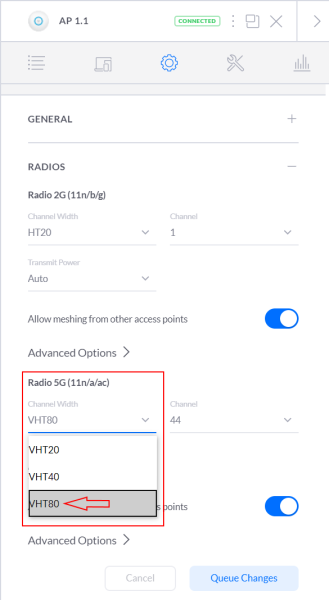 AP 1.1
CONNECTED
GENERAL
RADIOS
Radio 2G (11n/b/g)
Channel Width
Channel
HT20
1
Transmit Power
Auto
Allow meshing from other access points
Advanced Options
Radio 5G (11n/a/ac)
Channel Width
Channel
VHT80
44
VHT20
VHT40
VHT80
points
Advanced Options
Cancel
Queue Changes